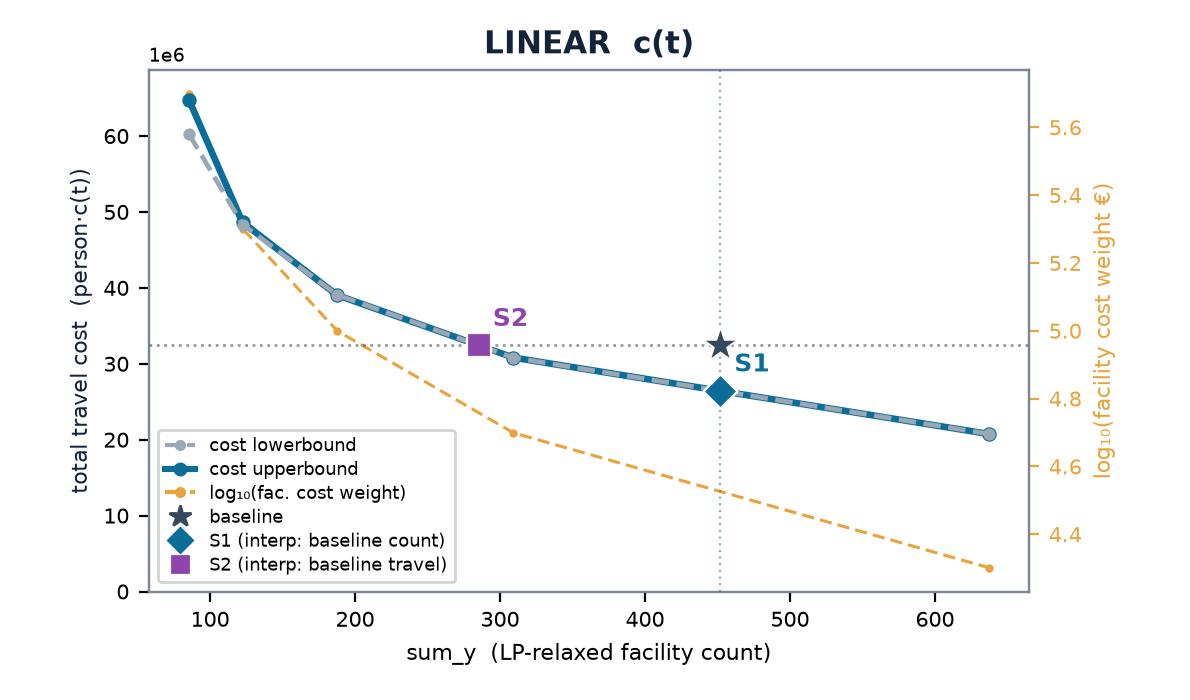 LINEAR c(t)
1e6
60
50
40
30
20
10
0
total travel cost (person·c(t))
5.6
5.4
5.2
5.0
4.8
4.6
4.4
log₁₀(facility cost weight €)
S2
S1
cost lowerbound
cost upperbound
log₁₀(fac. cost weight)
baseline
S1 (interp: baseline count)
S2 (interp: baseline travel)
100 200 300 400 500 600
sum_y (LP-relaxed facility count)